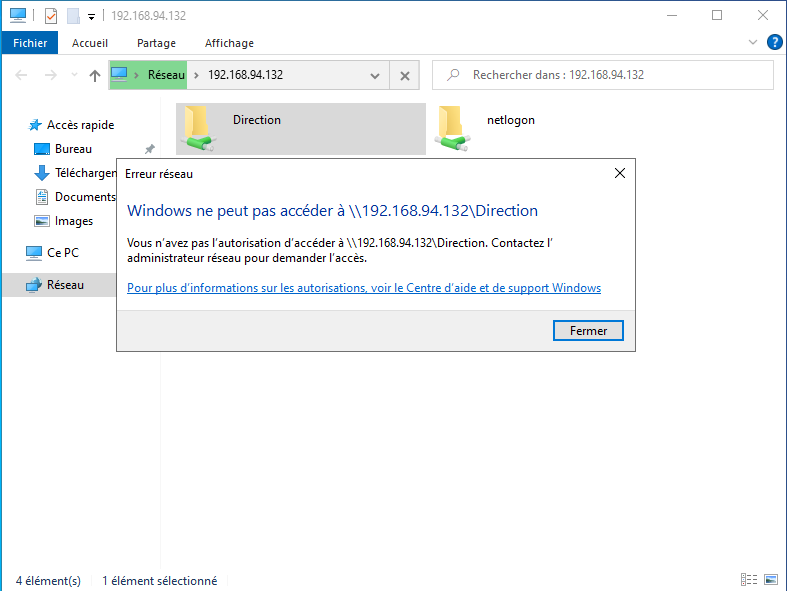 192.168.94.132
Fichier Accueil Partage Affichage
Réseau 192.168.94.132
Rechercher dans : 192.168.94.132
Accès rapide
Bureau
Téléchargen
Documents
Images
Ce PC
Réseau
Direction
netlogon
Erreur réseau
Windows ne peut pas accéder à \\192.168.94.132\Direction
Vous n’avez pas l’autorisation d’accéder à \\192.168.94.132\Direction. Contactez l’
administrateur réseau pour demander l’accès.
Pour plus d’informations sur les autorisations, voir le Centre d’aide et de support Windows
Fermer
4 élément(s) 1 élément sélectionné